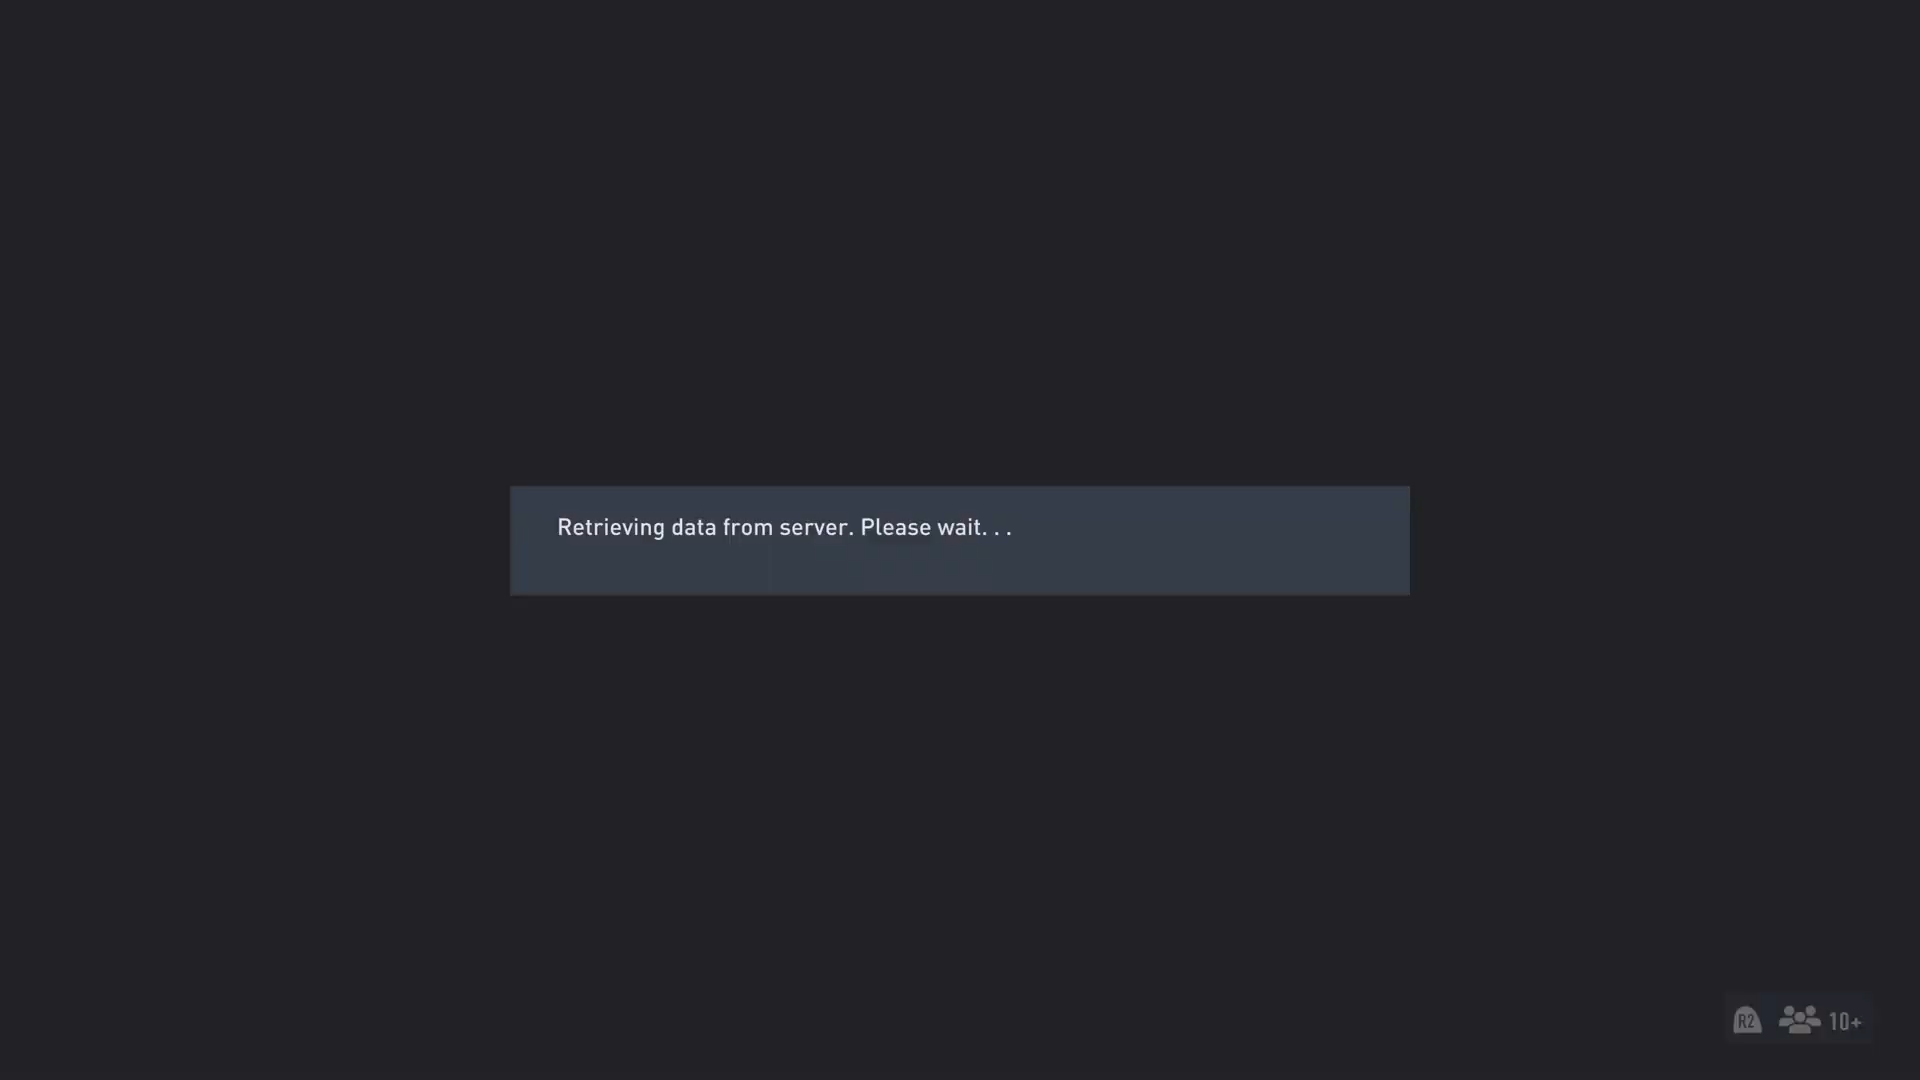 Retrieving data from server. Please wait. . .
R2 10+